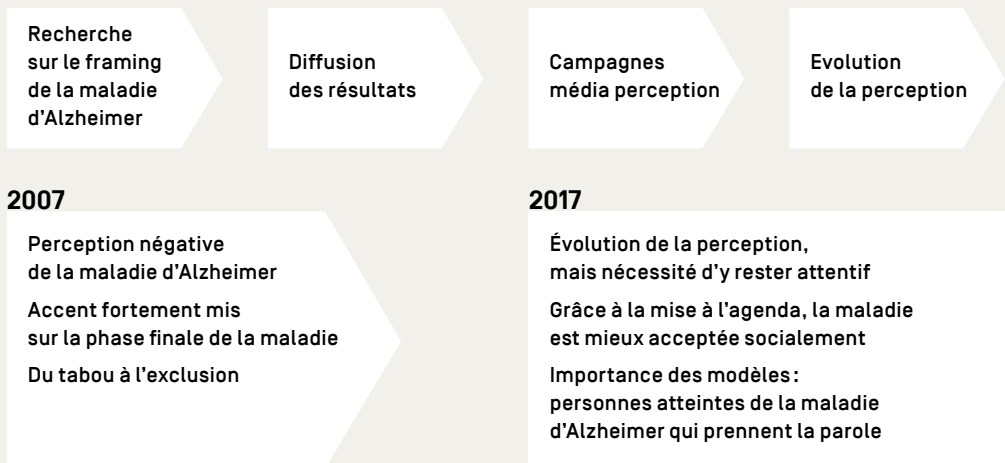 Recherche
sur le framing
de la maladie
d'Alzheimer
Diffusion
des résultats
Campagnes
média perception
Evolution
de la perception
2007
Perception négative
de la maladie d'Alzheimer
Accent fortement mis
sur la phase finale de la maladie
Du tabou à l'exclusion
2017
Évolution de la perception,
mais nécessité d'y rester attentif
Grâce à la mise à l'agenda, la maladie
est mieux acceptée socialement
Importance des modèles :
personnes atteintes de la maladie
d'Alzheimer qui prennent la parole